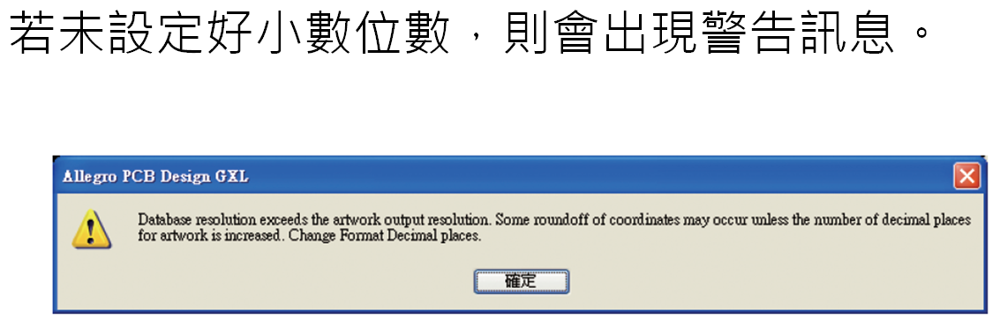 若未設定好小數位數，則會出現警告訊息。
Allegro PCB Design GXL
Database resolution exceeds the artwork output resolution. Some roundoff of coordinates may occur unless the number of decimal places
for artwork is increased. Change Format Decimal places.
確定